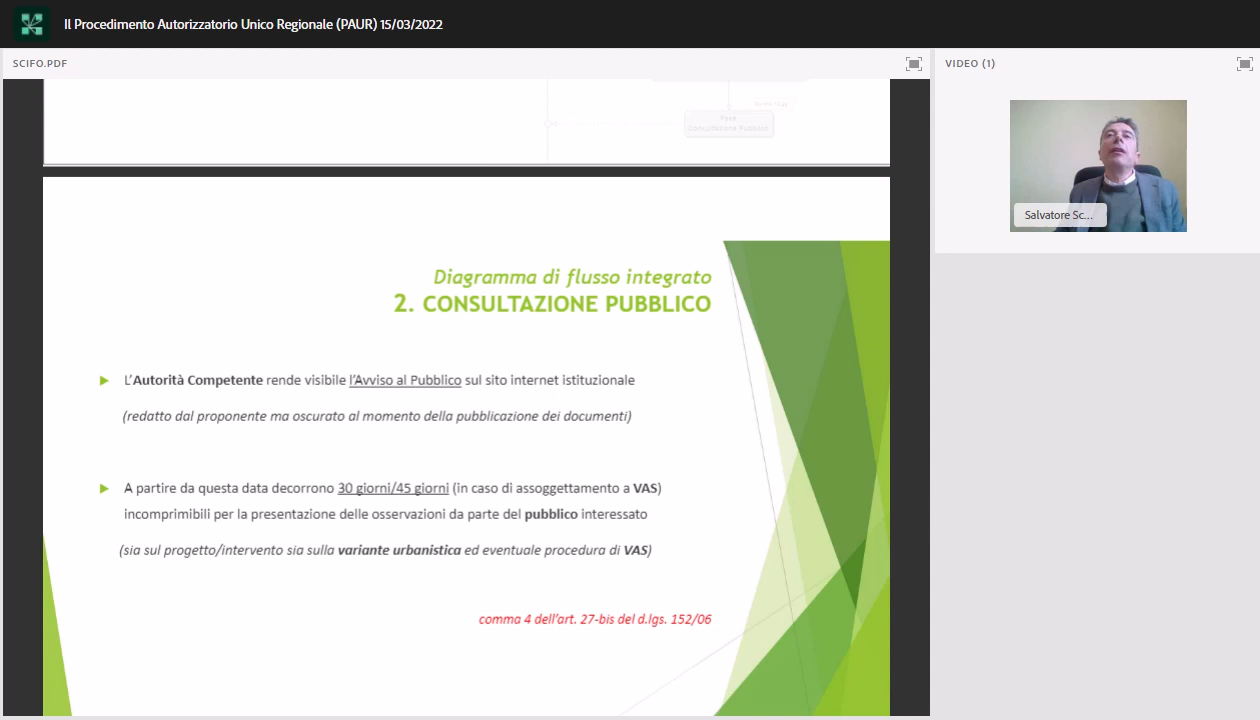 Il Procedimento Autorizzatorio Unico Regionale (PAUR) 15/03/2022
SCIFO.PDF
VIDEO (1)
Fase
Consultazione Pubblico
Salvatore Sc...
Diagramma di flusso integrato
2. CONSULTAZIONE PUBBLICO
L'Autorità Competente rende visibile l'Avviso al Pubblico sul sito internet istituzionale
(redatto dal proponente ma oscurato al momento della pubblicazione dei documenti)
A partire da questa data decorrono 30 giorni/45 giorni (in caso di assoggettamento a VAS)
incomprimibili per la presentazione delle osservazioni da parte del pubblico interessato
(sia sul progetto/intervento sia sulla variante urbanistica ed eventuale procedura di VAS)
comma 4 dell'art. 27-bis del d.lgs. 152/06